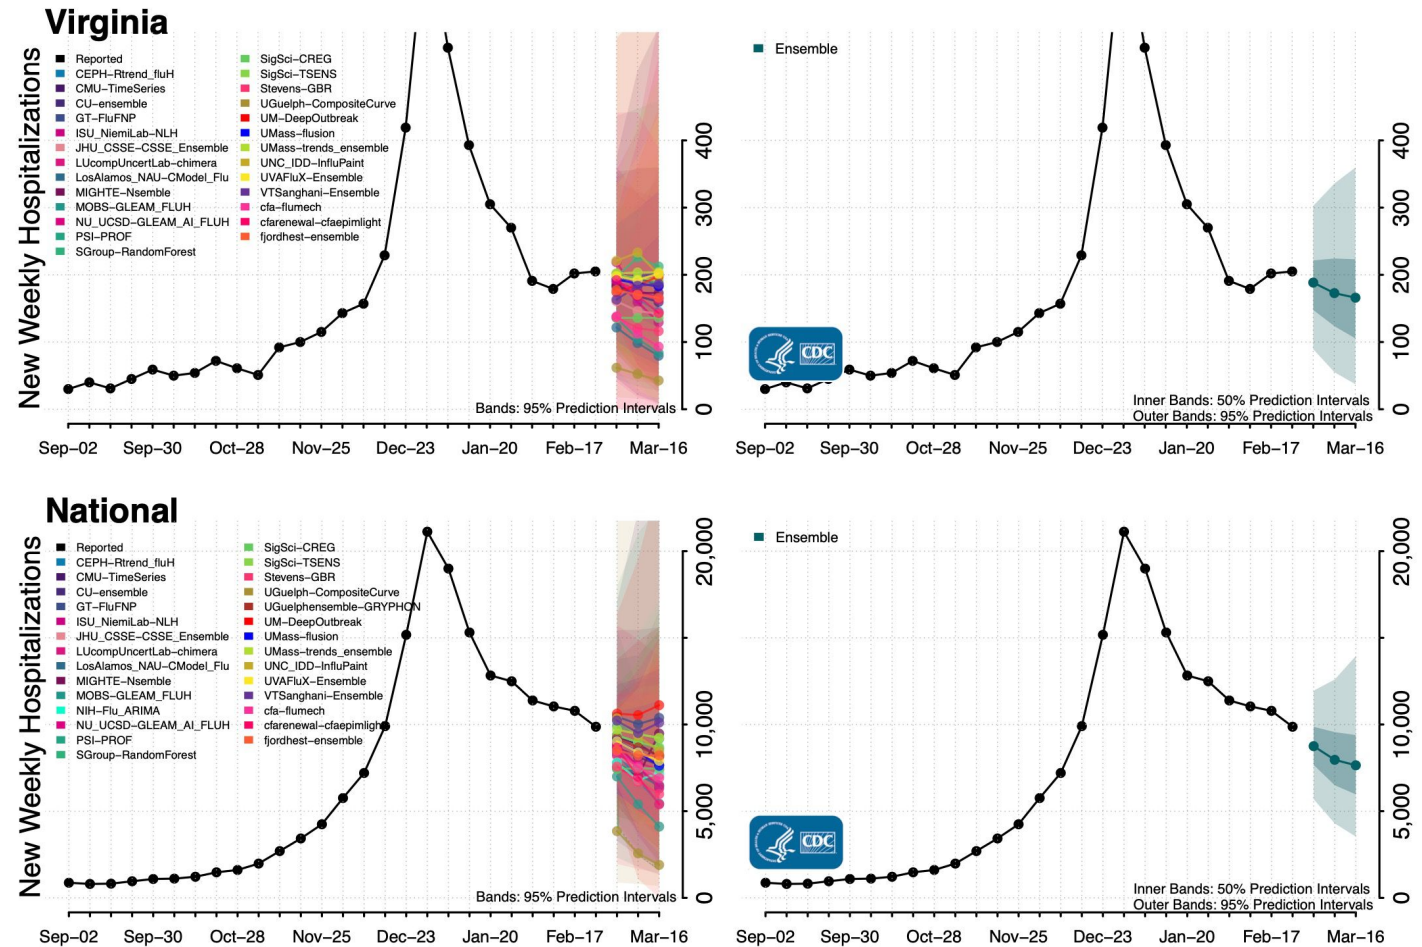 Virginia
New Weekly Hospitalizations
Reported
CEPH-Rtrend_fluH
CMU-TimeSeries
CU-ensemble
GT-FluFNP
ISU_NiemiLab-NLH
JHU_CSSE-CSSE_Ensemble
LUcompUncertLab-chimera
LosAlamos_NAU-CModel_Flu
MIGHTE-Nsemble
MOBS-GLEAM_FLUH
NU_UCSD-GLEAM_AI_FLUH
PSI-PROF
SGroup-RandomForest
SigSci-CREG
SigSci-TSENS
Stevens-GBR
UGuelph-CompositeCurve
UM-DeepOutbreak
UMass-fusion
UMass-trends_ensemble
UNC_IDD-InfluPaint
UVAFluX-Ensemble
VTSanghani-Ensemble
cfa-flumech
cfarenewal-cfaepimlight
fjordhest-ensemble
400
300
200
100
0
Bands: 95% Prediction Intervals
Sep-02 Sep-30 Oct-28 Nov-25 Dec-23 Jan-20 Feb-17 Mar-16
Ensemble
400
300
200
100
0
CDC
Inner Bands: 50% Prediction Intervals
Outer Bands: 95% Prediction Intervals
Sep-02 Sep-30 Oct-28 Nov-25 Dec-23 Jan-20 Feb-17 Mar-16
National
New Weekly Hospitalizations
Reported
CEPH-Rtrend_fluH
CMU-TimeSeries
CU-ensemble
GT-FluFNP
ISU_NiemiLab-NLH
JHU_CSSE-CSSE_Ensemble
LUcompUncertLab-chimera
LosAlamos_NAU-CModel_Flu
MIGHTE-Nsemble
MOBS-GLEAM_FLUH
NIH-Flu_ARIMA
NU_UCSD-GLEAM_AI_FLUH
PSI-PROF
SGroup-RandomForest
SigSci-CREG
SigSci-TSENS
Stevens-GBR
UGuelph-CompositeCurve
UGuelphensemble-GRYPHON
UM-DeepOutbreak
UMass-fusion
UMass-trends_ensemble
UNC_IDD-InfluPaint
UVAFluX-Ensemble
VTSanghani-Ensemble
cfa-flumech
cfarenewal-cfaepimlight
fjordhest-ensemble
20,000
10,000
5,000
0
Bands: 95% Prediction Intervals
Sep-02 Sep-30 Oct-28 Nov-25 Dec-23 Jan-20 Feb-17 Mar-16
Ensemble
20,000
10,000
5,000
0
CDC
Inner Bands: 50% Prediction Intervals
Outer Bands: 95% Prediction Intervals
Sep-02 Sep-30 Oct-28 Nov-25 Dec-23 Jan-20 Feb-17 Mar-16